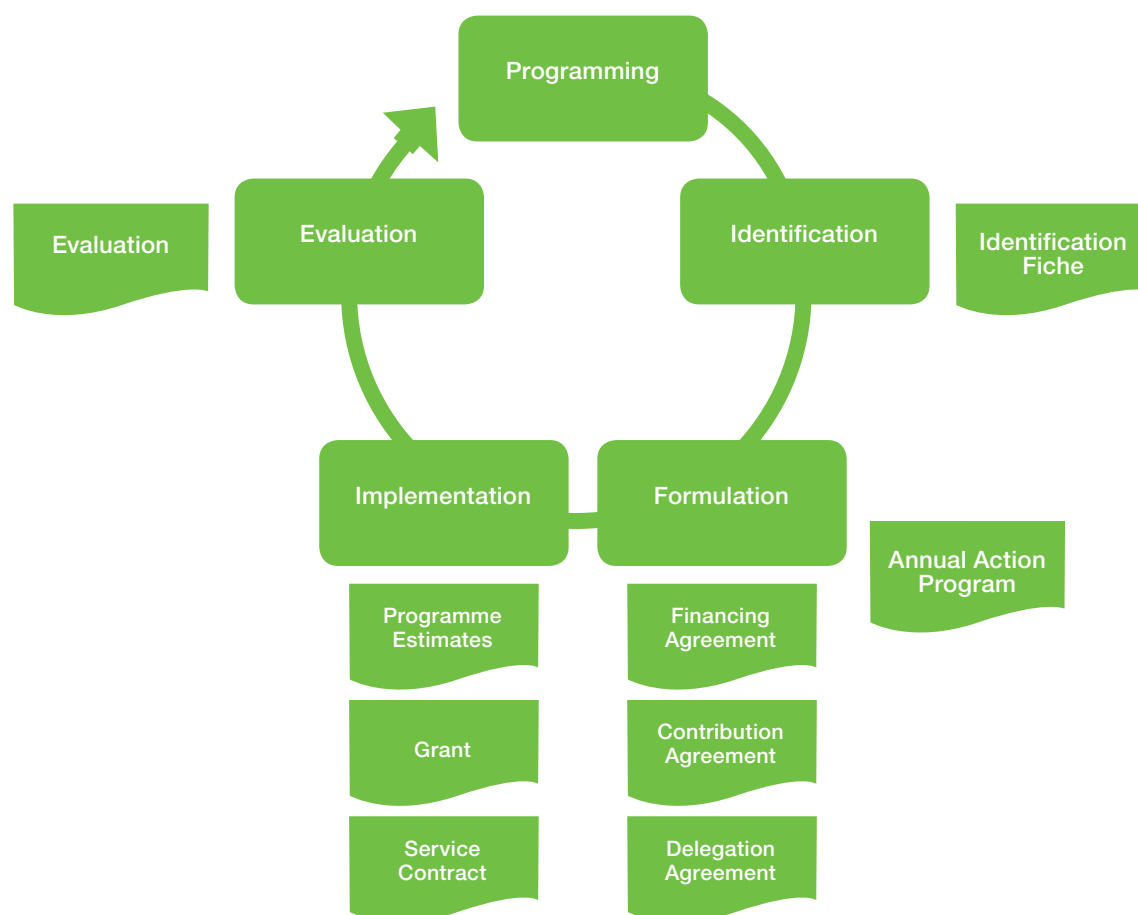 Programming
Evaluation
Evaluation
Identification
Identification
Fiche
Implementation
Formulation
Annual Action
Program
Programme
Estimates
Financing
Agreement
Grant
Contribution
Agreement
Service
Contract
Delegation
Agreement